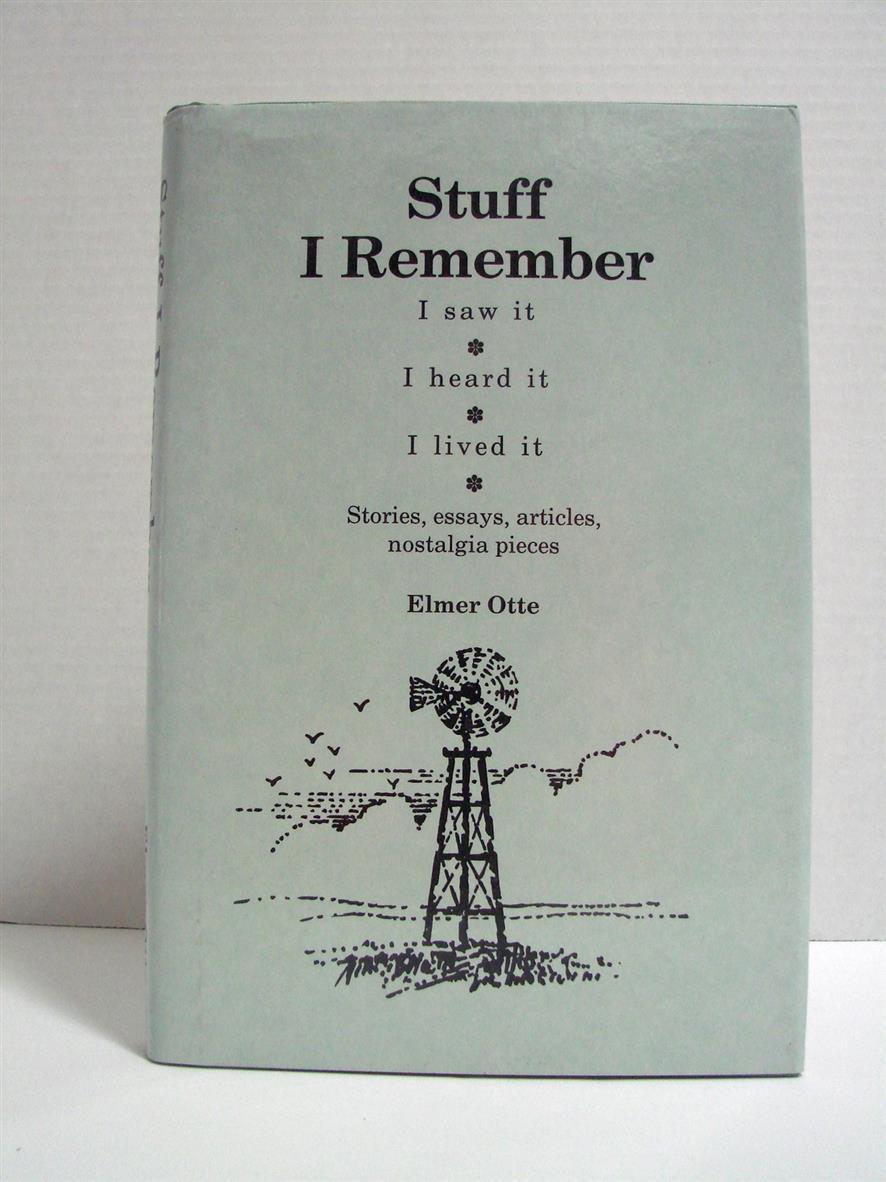 Stuff
I Remember
I saw it
I heard it
I lived it
Stories, essays, articles,
nostalgia pieces
Elmer Otte